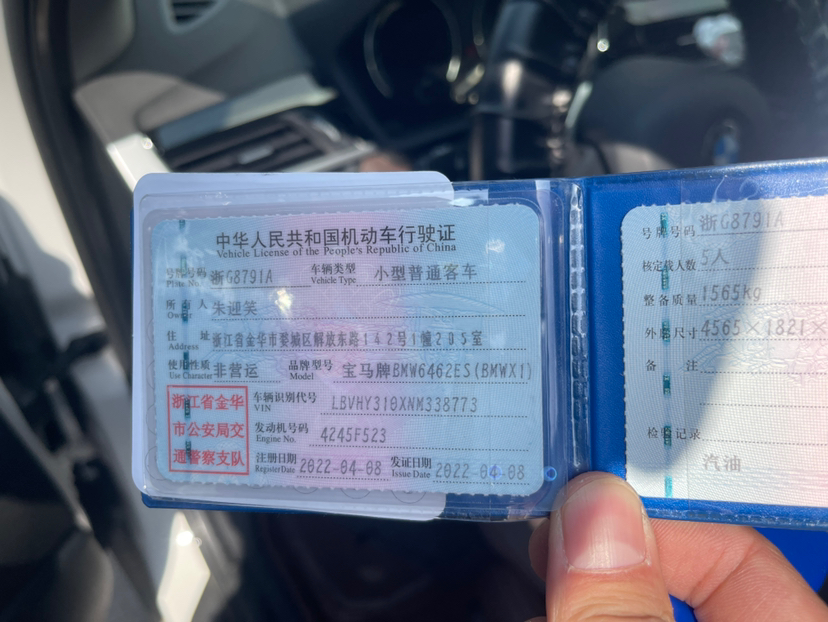 中华人民共和国机动车行驶证
Vehicle License of the People's Republic of China
号牌号码 浙G8791A 车辆类型 小型普通客车
Plate No. Vehicle Type
所有人 朱迎笑
Owner
住址 浙江省金华市婺城区解放东路142号1幢205室
Address
使用性质 非营运 品牌型号 宝马牌BMW6462ES(BMWX1)
Use Character Model
浙江省金华
市公安局交
通警察支队
车辆识别代号 LBVHY310XNM338773
VIN
发动机号码 4245F523
Engine No.
注册日期 2022-04-08 发证日期 2022-04-08
Register Date Issue Date
号牌号码 浙G8791A
核定载人数 5人
整备质量 1565kg
外廓尺寸 4565×1821×
备注
检验记录
汽油